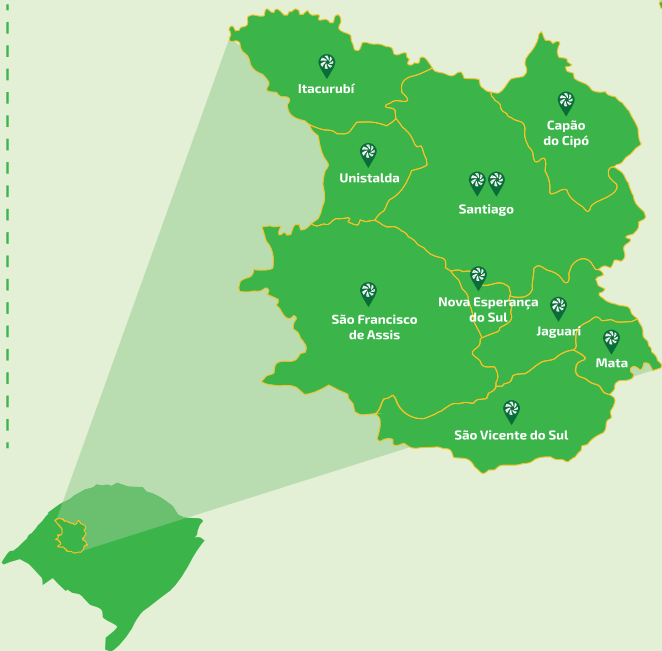 Itacurubí
Capão
do Cipó
Unistalda
Santiago
Nova Esperança
do Sul
São Francisco
de Assis
Jaguari
Mata
São Vicente do Sul